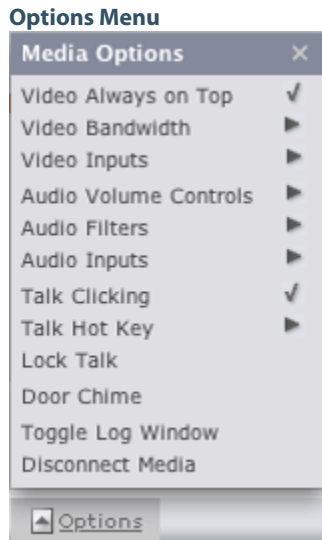 Options Menu
Media Options
Video Always on Top
Video Bandwidth
Video Inputs
Audio Volume Controls
Audio Filters
Audio Inputs
Talk Clicking
Talk Hot Key
Lock Talk
Door Chime
Toggle Log Window
Disconnect Media
Options